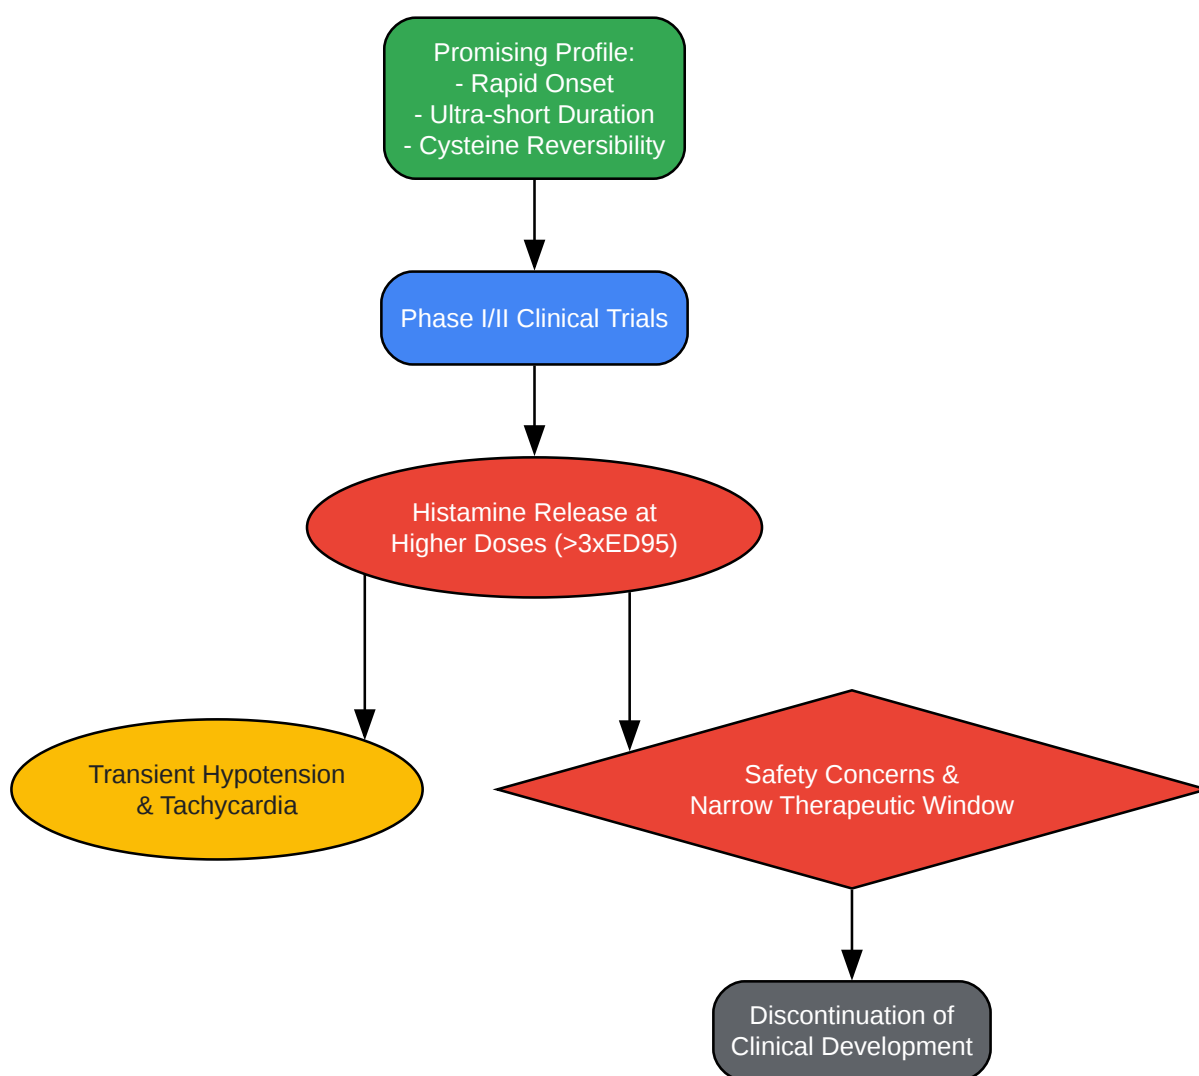 Promising Profile:
- Rapid Onset
- Ultra-short Duration
- Cysteine Reversibility
Phase I/II Clinical Trials
Histamine Release at
Higher Doses (>3xED95)
Transient Hypotension
& Tachycardia
Safety Concerns &
Narrow Therapeutic Window
Discontinuation of
Clinical Development